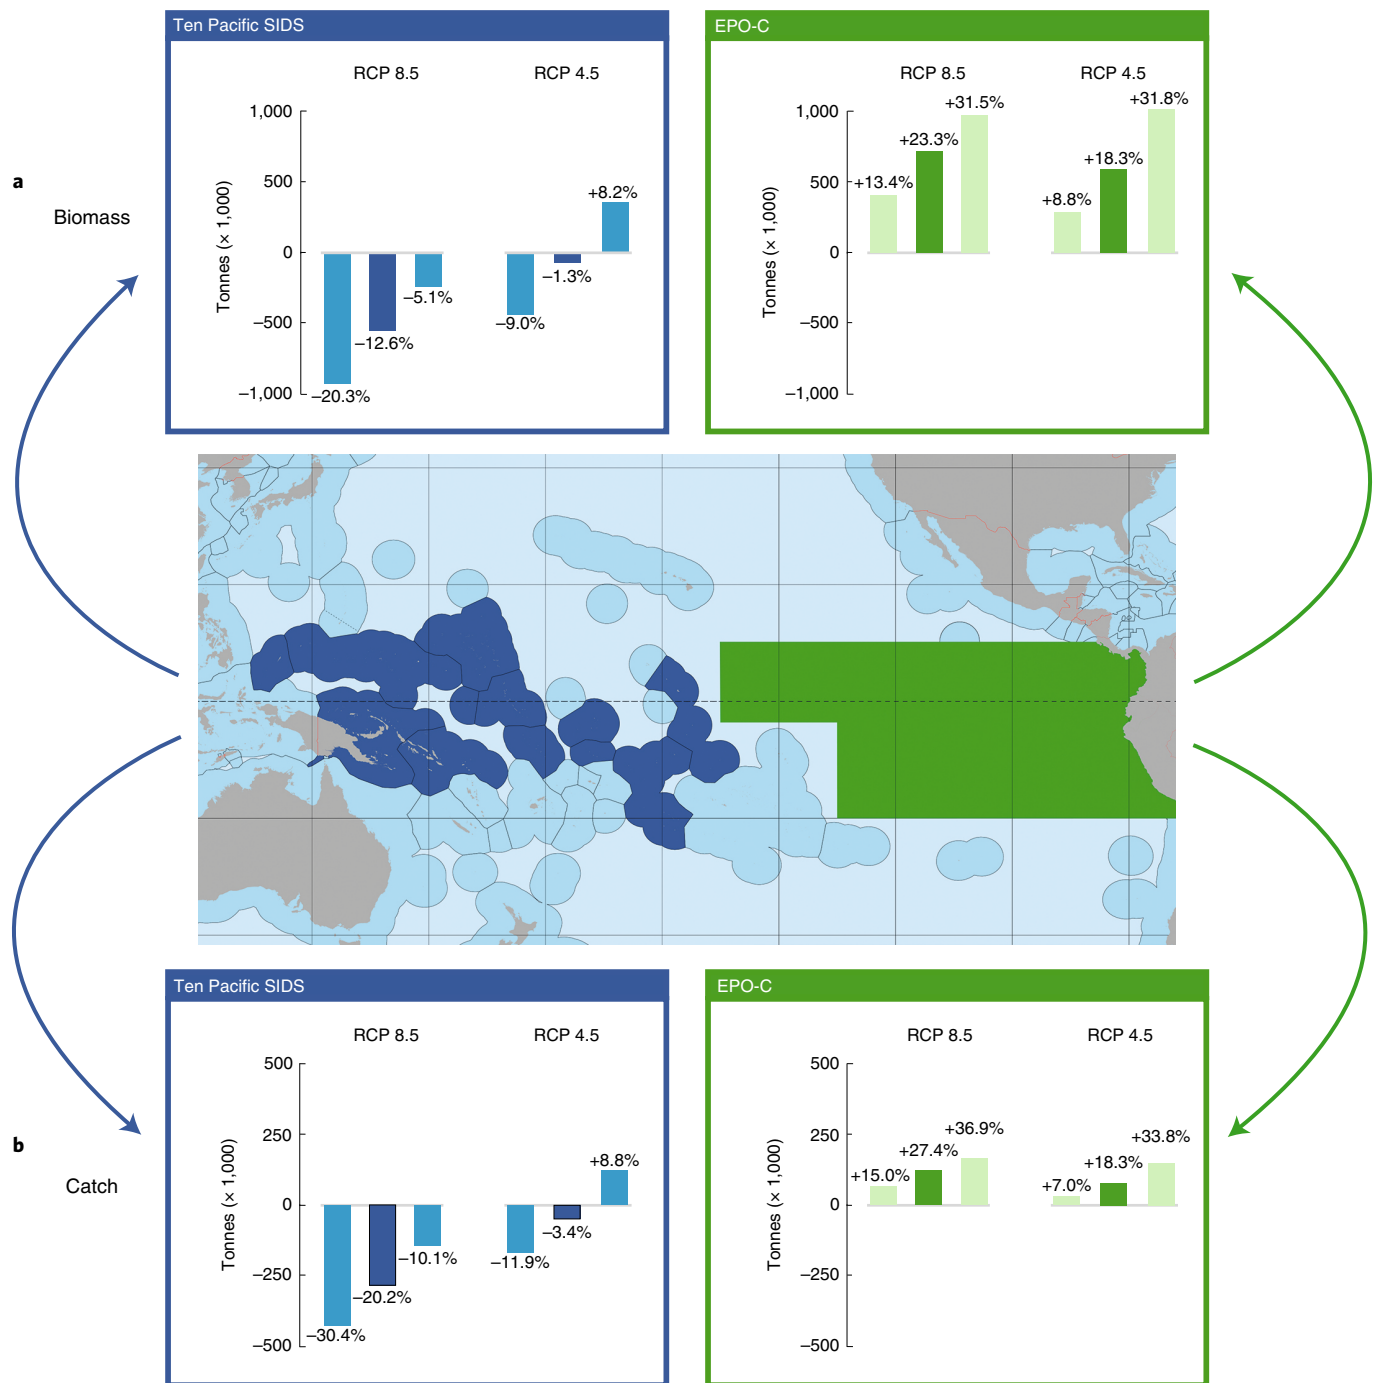 Ten Pacific SIDS
RCP 8.5
RCP 4.5
1,000
500
0
–500
–1,000
Tonnes (× 1,000)
–20.3%
–12.6%
–5.1%
–9.0%
–1.3%
+8.2%
EPO-C
RCP 8.5
RCP 4.5
1,000
500
0
–500
–1,000
Tonnes (× 1,000)
+13.4%
+23.3%
+31.5%
+8.8%
+18.3%
+31.8%
a
Biomass
Ten Pacific SIDS
RCP 8.5
RCP 4.5
500
250
0
–250
–500
Tonnes (× 1,000)
–30.4%
–20.2%
–10.1%
–11.9%
–3.4%
+8.8%
EPO-C
RCP 8.5
RCP 4.5
500
250
0
–250
–500
Tonnes (× 1,000)
+15.0%
+27.4%
+36.9%
+7.0%
+18.3%
+33.8%
b
Catch